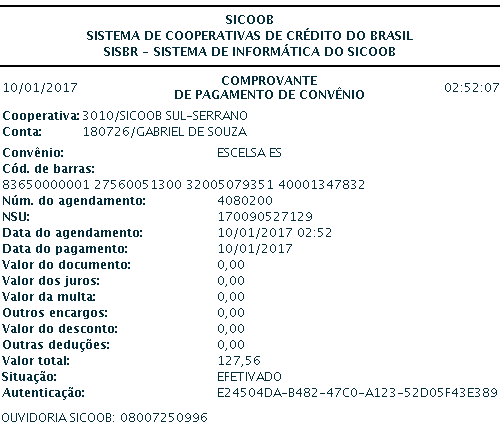 SICOOB
SISTEMA DE COOPERATIVAS DE CRÉDITO DO BRASIL
SISBR - SISTEMA DE INFORMÁTICA DO SICOOB
10/01/2017 COMPROVANTE 02:52:07
DE PAGAMENTO DE CONVÊNIO
Cooperativa: 3010/SICOOB SUL-SERRANO
Conta: 180726/GABRIEL DE SOUZA
Convênio: ESCELSA ES
Cód. de barras:
83650000001 27560051300 32005079351 40001347832
Núm. do agendamento: 4080200
NSU: 170090527129
Data do agendamento: 10/01/2017 02:52
Data do pagamento: 10/01/2017
Valor do documento: 0,00
Valor dos juros: 0,00
Valor da multa: 0,00
Outros encargos: 0,00
Valor do desconto: 0,00
Outras deduções: 0,00
Valor total: 127,56
Situação: EFETIVADO
Autenticação: E24504DA-B482-47C0-A123-52D05F43E389
OUVIDORIA SICOOB: 08007250996